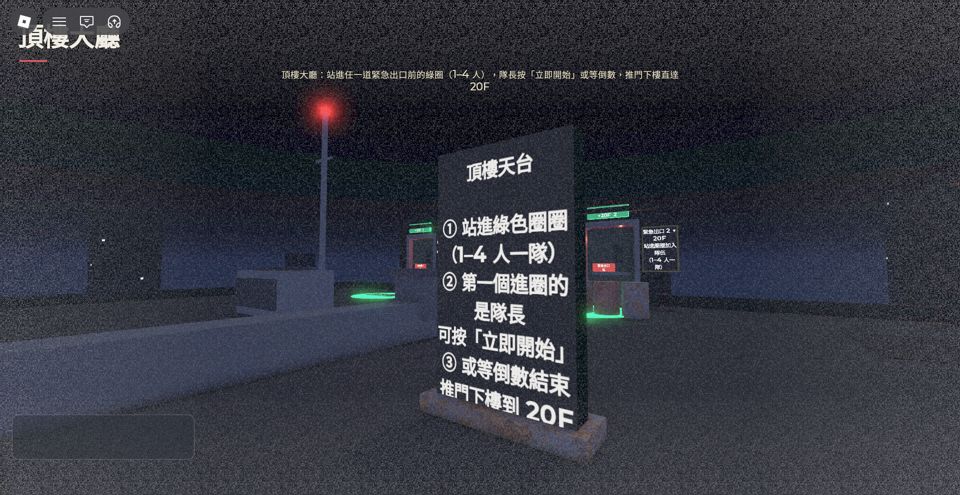 頂樓大廳
頂樓大廳：站進任一道緊急出口前的綠圈（1–4 人），隊長按「立即開始」或等倒數，推門下樓直達
20F
頂樓天台
① 站進綠色圈圈
（1–4 人一隊）
② 第一個進圈的
是隊長
可按「立即開始」
③ 或等倒數結束
推門下樓到 20F
緊急出口 2 ▾
20F
站進圈圈加入
隊伍
（1–4 人一
隊）